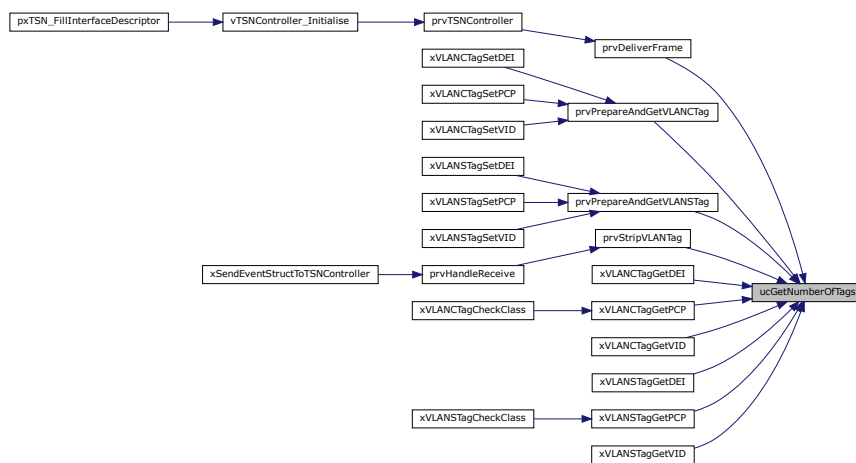 pxTSN_FillInterfaceDescriptor
vTSNController_Initialise
prvTSNController
prvDeliverFrame
xVLANCTagSetDEI
xVLANCTagSetPCP
prvPrepareAndGetVLANCTag
xVLANCTagSetVID
xVLANSTagSetDEI
xVLANSTagSetPCP
prvPrepareAndGetVLANSTag
xVLANSTagSetVID
prvStripVLANTag
xSendEventStructToTSNController
prvHandleReceive
xVLANCTagGetDEI
ucGetNumberOfTags
xVLANCTagCheckClass
xVLANCTagGetPCP
xVLANCTagGetVID
xVLANSTagGetDEI
xVLANSTagCheckClass
xVLANSTagGetPCP
xVLANSTagGetVID